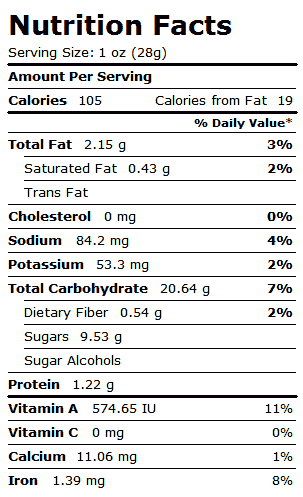 Nutrition Facts
Serving Size: 1 oz (28g)
Amount Per Serving
Calories 105 Calories from Fat 19
% Daily Value*
Total Fat 2.15 g 3%
Saturated Fat 0.43 g 2%
Trans Fat
Cholesterol 0 mg 0%
Sodium 84.2 mg 4%
Potassium 53.3 mg 2%
Total Carbohydrate 20.64 g 7%
Dietary Fiber 0.54 g 2%
Sugars 9.53 g
Sugar Alcohols
Protein 1.22 g
Vitamin A 574.65 IU 11%
Vitamin C 0 mg 0%
Calcium 11.06 mg 1%
Iron 1.39 mg 8%